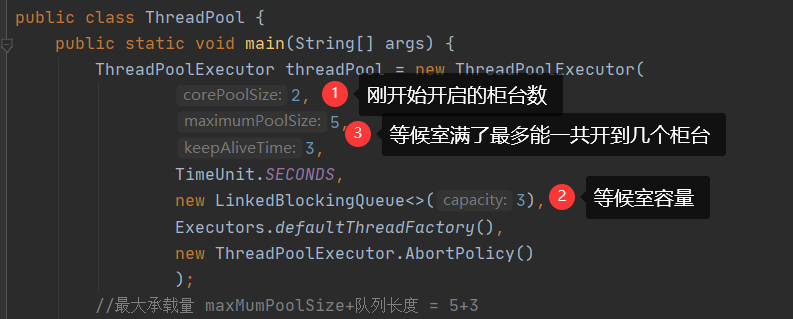 public class ThreadPool {
public static void main(String[] args) {
ThreadPoolExecutor threadPool = new ThreadPoolExecutor(
corePoolSize: 2, 1 刚开始开启的柜台数
maximumPoolSize: 5, 3 等候室满了最多能一共开到几个柜台
keepAliveTime: 3,
TimeUnit.SECONDS,
new LinkedBlockingQueue<>( capacity: 3), 2 等候室容量
Executors.defaultThreadFactory(),
new ThreadPoolExecutor.AbortPolicy()
);
//最大承载量 maxMumPoolSize+队列长度 = 5+3